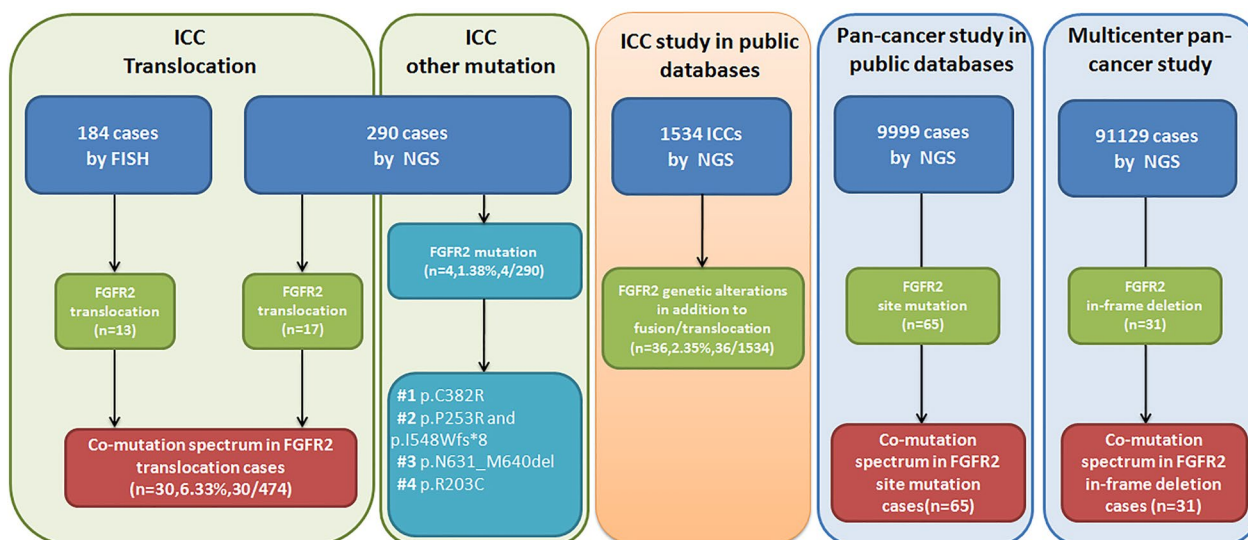 ICC
Translocation
184 cases
by FISH
290 cases
by NGS
FGFR2
translocation
(n=13)
FGFR2
translocation
(n=17)
Co-mutation spectrum in FGFR2
translocation cases
(n=30,6.33%,30/474)
ICC
other mutation
FGFR2 mutation
(n=4,1.38%,4/290)
#1 p.C382R
#2 p.P253R and
p.I548Wfs*8
#3 p.N631_M640del
#4 p.R203C
ICC study in public
databases
1534 ICCs
by NGS
FGFR2 genetic alterations
in addition to
fusion/translocation
(n=36,2.35%,36/1534)
Pan-cancer study in
public databases
9999 cases
by NGS
FGFR2
site mutation
(n=65)
Co-mutation
spectrum in FGFR2
site mutation
cases(n=65)
Multicenter pan-
cancer study
91129 cases
by NGS
FGFR2
in-frame deletion
(n=31)
Co-mutation
spectrum in FGFR2
in-frame deletion
cases (n=31)